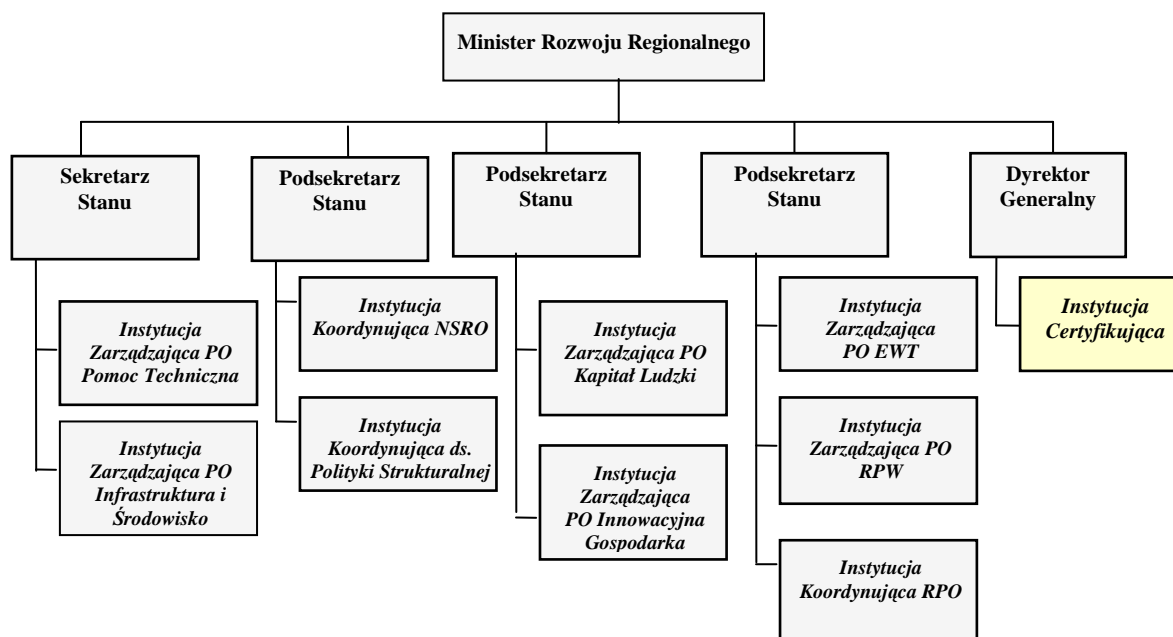 Minister Rozwoju Regionalnego
Sekretarz
Stanu
Podsekretarz
Stanu
Podsekretarz
Stanu
Podsekretarz
Stanu
Dyrektor
Generalny
Instytucja
Zarządzająca PO
Pomoc Techniczna
Instytucja
Zarządzająca PO
Infrastruktura i
Środowisko
Instytucja
Koordynująca NSRO
Instytucja
Koordynująca ds.
Polityki Strukturalnej
Instytucja
Zarządzająca PO
Kapitał Ludzki
Instytucja
Zarządzająca
PO Innowacyjna
Gospodarka
Instytucja
Zarządzająca
PO EWT
Instytucja
Zarządzająca PO
RPW
Instytucja
Koordynująca RPO
Instytucja
Certyfikująca